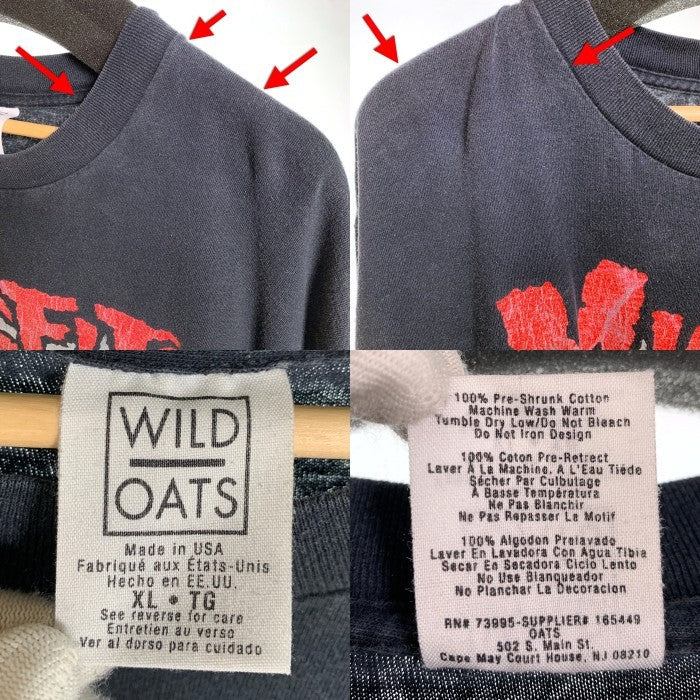 WILD
OATS
Made in USA
Fabriqué aux États-Unis
Hecho en EE.UU.
XL • TG
See reverse for care
Entretien au verso
Ver al dorso para cuidado
100% Pre-Shrunk Cotton
Machine Wash Warm
Tumble Dry Low/Do Not Bleach
Do Not Iron Design
100% Coton Pre-Retrect
Laver À La Machine, À L'Eau Tiède
Sécher Par Culbutage
À Basse Température
Ne Pas Blanchir
Ne Pas Repasser Le Motif
100% Algodon Prelavado
Laver En Lavadora Con Agua Tibia
Secar En Secadora Ciclo Lento
No Use Blanqueador
No Planchar La Decoracion
RN# 73995-SUPPLIER# 165449
OATS
502 S. Main St.
Cape May Court House, NJ 08210